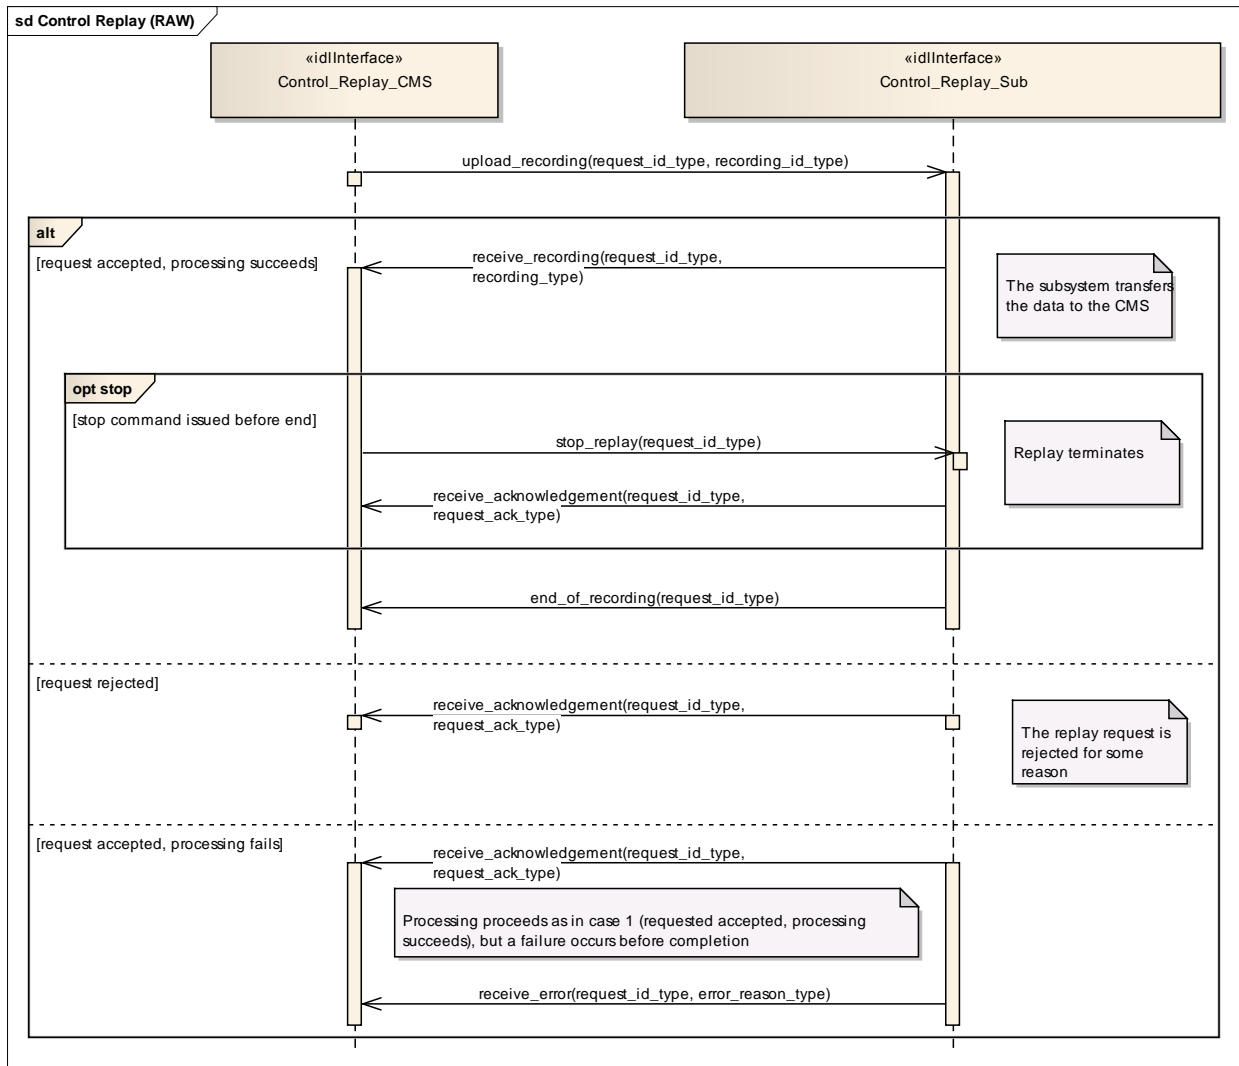 sd Control Replay (RAW)
«idlInterface»
Control_Replay_CMS
«idlInterface»
Control_Replay_Sub
upload_recording(request_id_type, recording_id_type)
alt
[request accepted, processing succeeds]
receive_recording(request_id_type,
recording_type)
The subsystem transfers
the data to the CMS
opt stop
[stop command issued before end]
stop_replay(request_id_type)
Replay terminates
receive_acknowledgement(request_id_type,
request_ack_type)
end_of_recording(request_id_type)
[request rejected]
receive_acknowledgement(request_id_type,
request_ack_type)
The replay request is
rejected for some
reason
[request accepted, processing fails]
receive_acknowledgement(request_id_type,
request_ack_type)
Processing proceeds as in case 1 (requested accepted, processing
succeeds), but a failure occurs before completion
receive_error(request_id_type, error_reason_type)